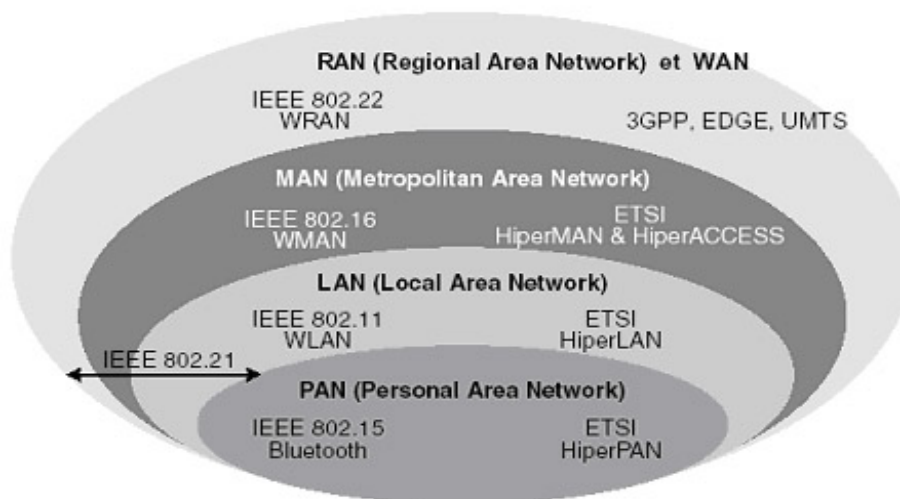 RAN (Regional Area Network) et WAN
IEEE 802.22
WRAN
3GPP, EDGE, UMTS
MAN (Metropolitan Area Network)
IEEE 802.16
WMAN
ETSI
HiperMAN & HiperACCESS
LAN (Local Area Network)
IEEE 802.11
WLAN
ETSI
HiperLAN
IEEE 802.21
PAN (Personal Area Network)
IEEE 802.15
Bluetooth
ETSI
HiperPAN